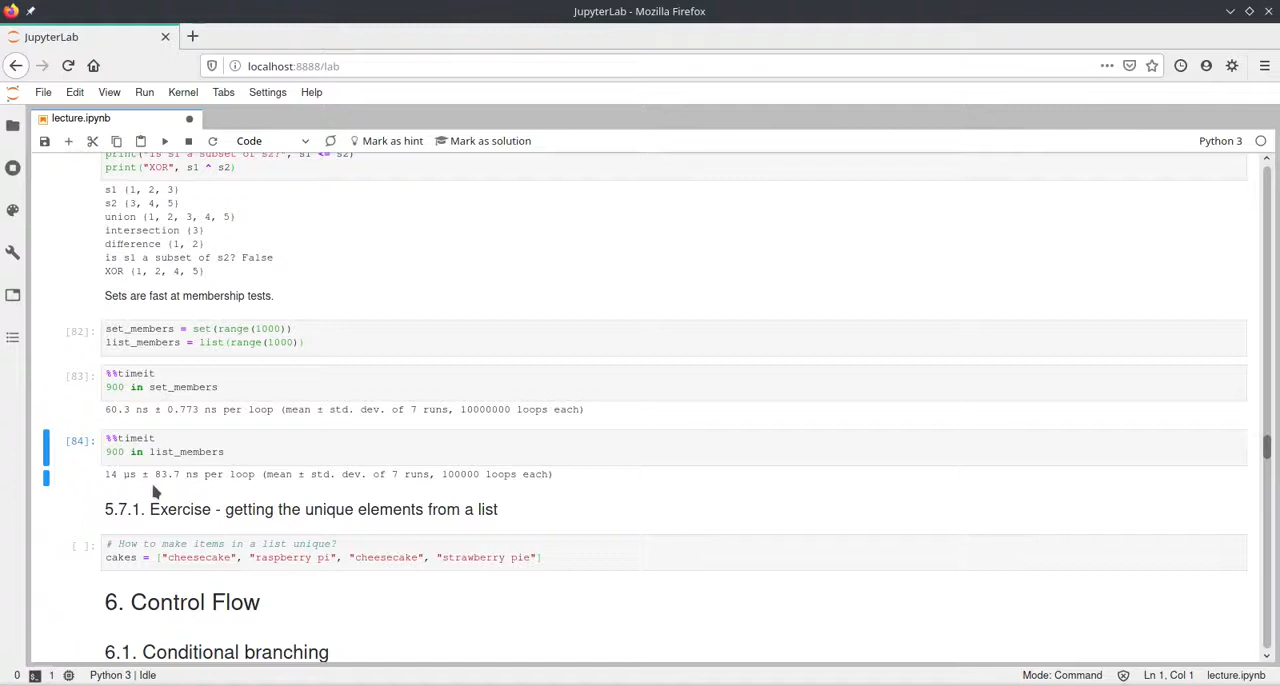 JupyterLab - Mozilla Firefox
JupyterLab
localhost:8888/lab
File Edit View Run Kernel Tabs Settings Help
lecture.ipynb
Code Mark as hint Mark as solution Python 3
print("is s1 a subset of s2?", s1 <= s2)
print("XOR", s1 ^ s2)
s1 {1, 2, 3}
s2 {3, 4, 5}
union {1, 2, 3, 4, 5}
intersection {3}
difference {1, 2}
is s1 a subset of s2? False
XOR {1, 2, 4, 5}
Sets are fast at membership tests.
[82]: set_members = set(range(1000))
list_members = list(range(1000))
[83]: %%timeit
900 in set_members
60.3 ns ± 0.773 ns per loop (mean ± std. dev. of 7 runs, 10000000 loops each)
[84]: %%timeit
900 in list_members
14 µs ± 83.7 ns per loop (mean ± std. dev. of 7 runs, 100000 loops each)
5.7.1. Exercise - getting the unique elements from a list
[ ]: # How to make items in a list unique?
cakes = ["cheesecake", "raspberry pi", "cheesecake", "strawberry pie"]
6. Control Flow
6.1. Conditional branching
0 1 Python 3 | Idle Mode: Command Ln 1, Col 1 lecture.ipynb